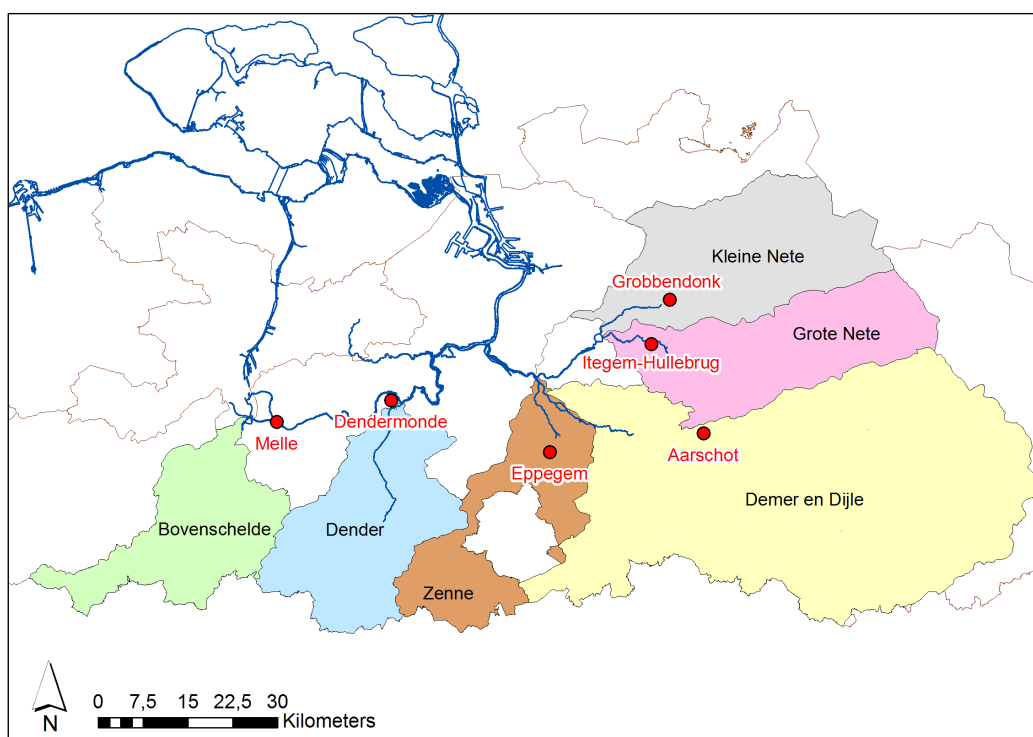 Kleine Nete
Grobbendonk
Grote Nete
Itegem-Hullebrug
Dendermonde
Melle
Aarschot
Eppegem
Demer en Dijle
Bovenschelde
Dender
Zenne
N
0 7,5 15 22,5 30
Kilometers